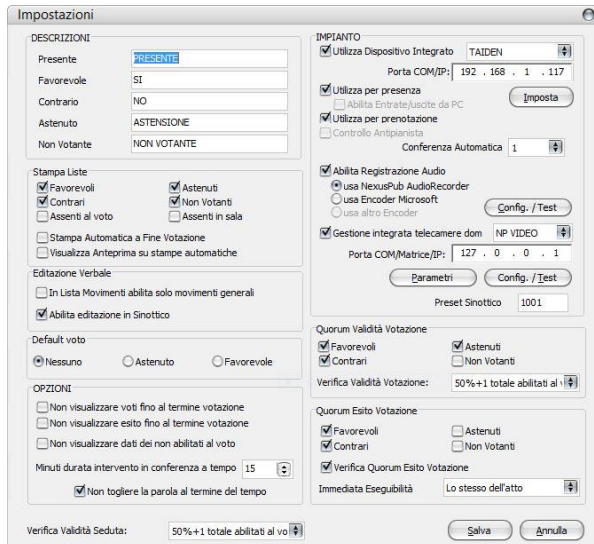 Impostazioni
DESCRIZIONI
Presente PRESENTE
Favorevole SI
Contrario NO
Astenuto ASTENSIONE
Non Votante NON VOTANTE
Stampa Liste
Favorevoli Astenuti
Contrari Non Votanti
Assenti al voto Assenti in sala
Stampa Automatica a Fine Votazione
Visualizza Anteprima su stampe automatiche
Editazione Verbale
In Lista Movimenti abilita solo movimenti generali
Abilita editazione in Sinottico
Default voto
Nessuno Astenuto Favorevole
OPZIONI
Non visualizzare voti fino al termine votazione
Non visualizzare esito fino al termine votazione
Non visualizzare dati dei non abilitati al voto
Minuti durata intervento in conferenza a tempo 15
Non togliere la parola al termine del tempo
Verifica Validità Seduta: 50%+1 totale abilitati al vo
IMPIANTO
Utilizza Dispositivo Integrato TAIDEN
Porta COM/IP: 192 . 168 . 1 . 117
Utilizza per presenza
Abilita Entrate/uscite da PC
Imposta
Utilizza per prenotazione
Controllo Antipianista
Conferenza Automatica 1
Abilita Registrazione Audio
usa NexusPub AudioRecorder
usa Encoder Microsoft
usa altro Encoder
Config. / Test
Gestione integrata telecamere dom NP VIDEO
Porta COM/Matrice/IP: 127 . 0 . 0 . 1
Parametri Config. / Test
Preset Sinottico 1001
Quorum Validità Votazione
Favorevoli Astenuti
Contrari Non Votanti
Verifica Validità Votazione: 50%+1 totale abilitati al v
Quorum Esito Votazione
Favorevoli Astenuti
Contrari Non Votanti
Verifica Quorum Esito Votazione
Immediata Eseguibilità Lo stesso dell'atto
Salva Annulla